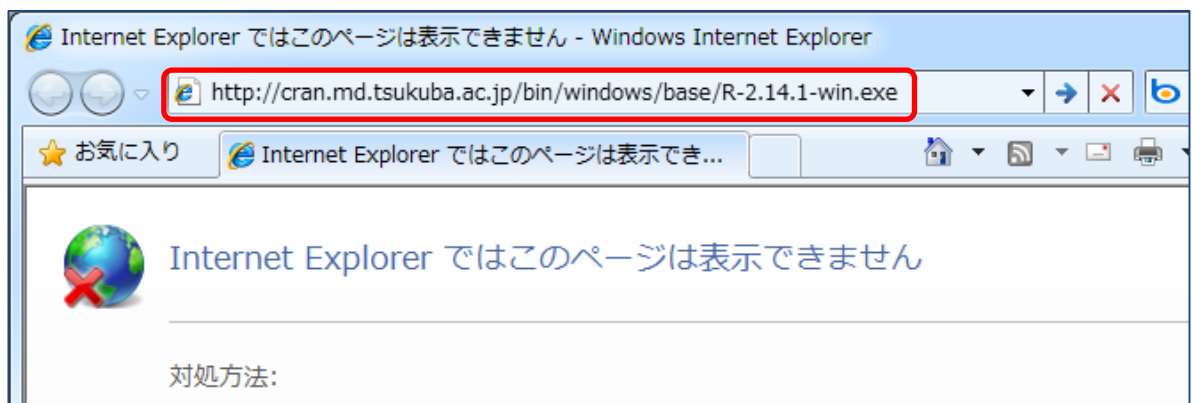 Internet Explorer ではこのページは表示できません - Windows Internet Explorer
http://cran.md.tsukuba.ac.jp/bin/windows/base/R-2.14.1-win.exe
お気に入り
Internet Explorer ではこのページは表示でき...
Internet Explorer ではこのページは表示できません
対処方法: